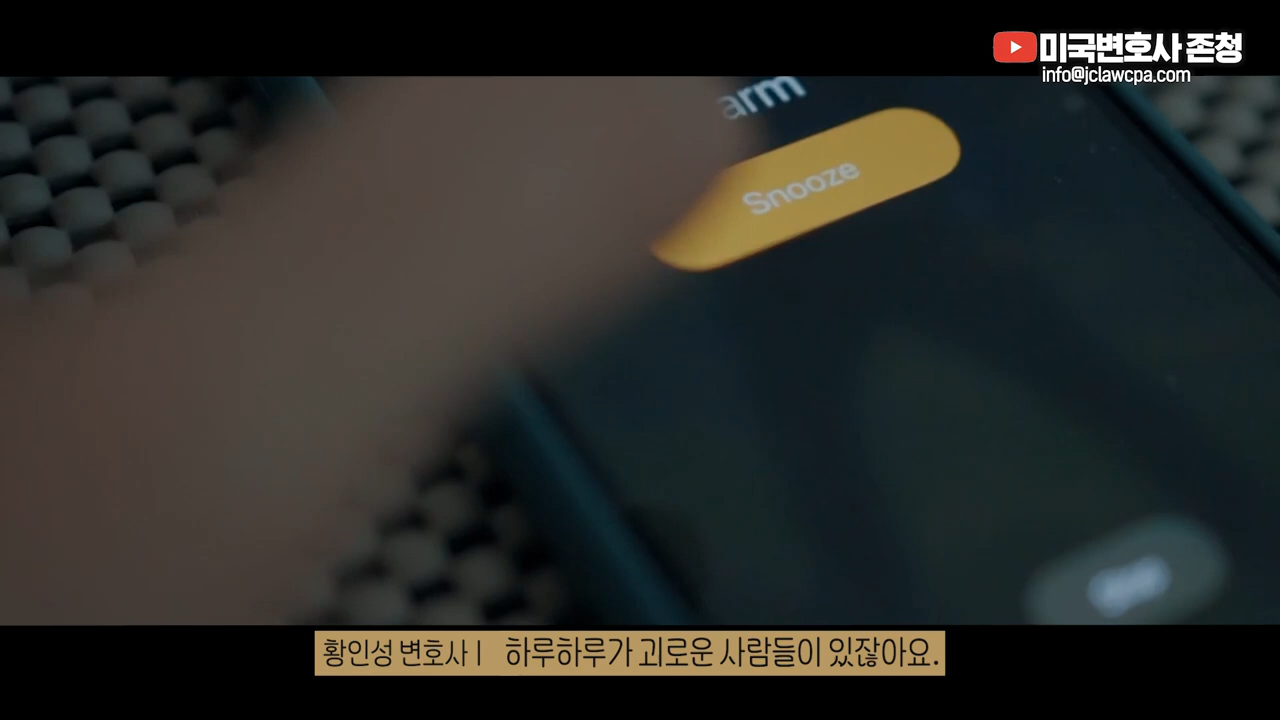 미국변호사 존청
info@jclawcpa.com
arm
Snooze
황인성 변호사 | 하루하루가 괴로운 사람들이 있잖아요.